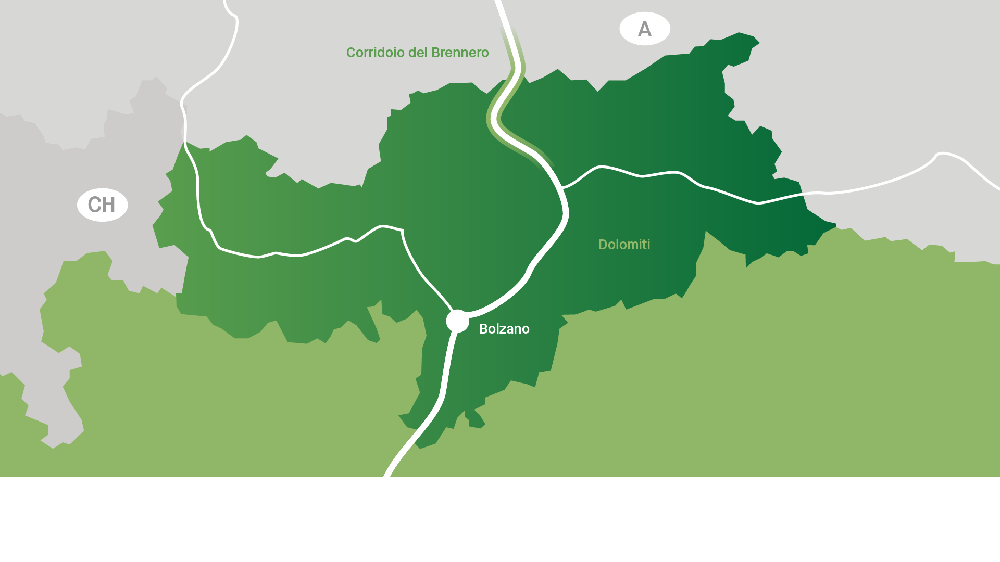 A
Corridoio del Brennero
CH
Dolomiti
Bolzano